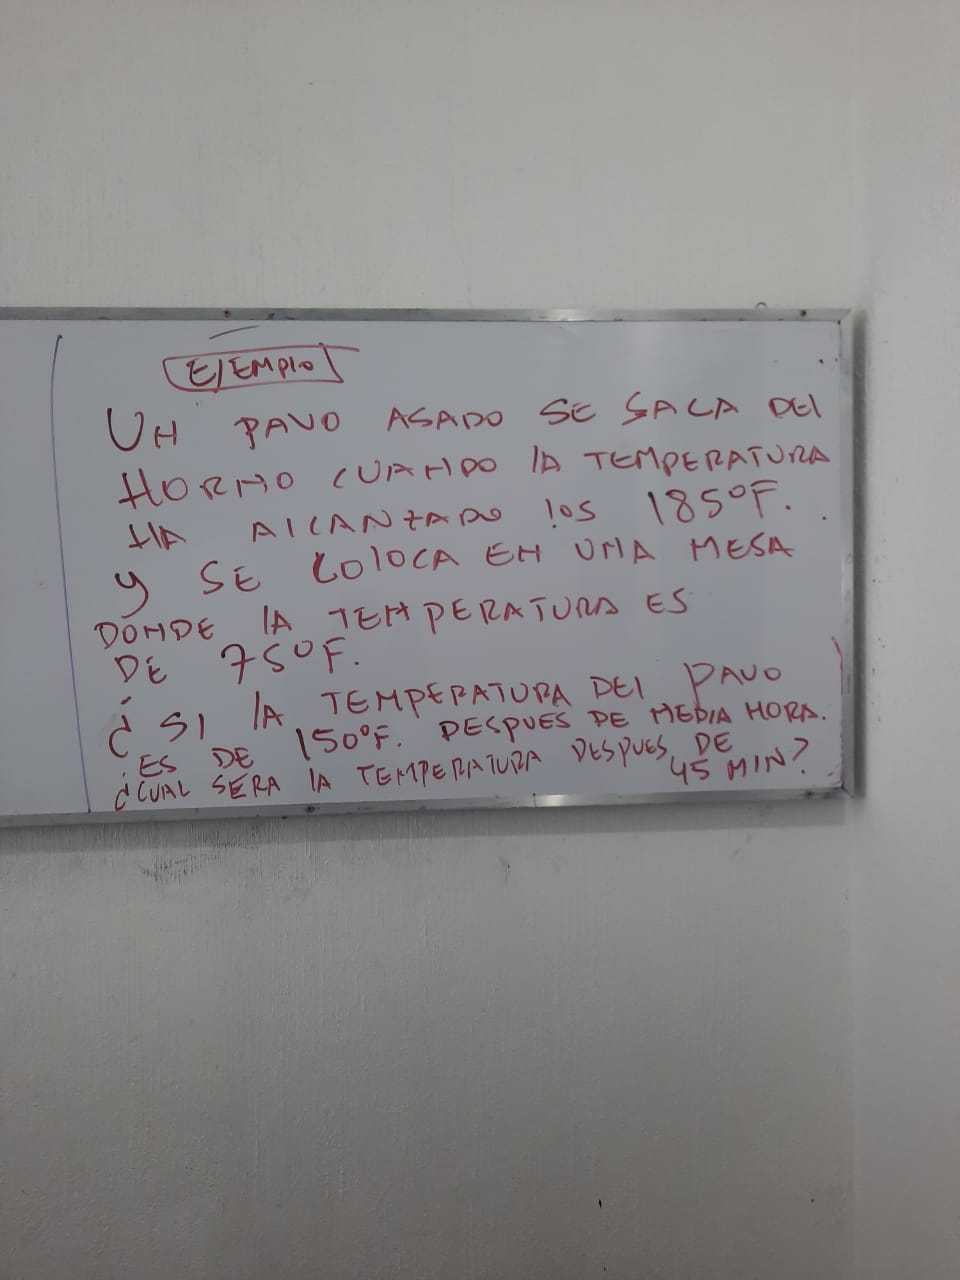 EJEMPLO
UN PAVO ASADO SE SACA DEL
HORNO CUANDO LA TEMPERATURA
HA ALCANZADO LOS 185°F.
Y SE COLOCA EN UNA MESA
DONDE LA TEMPERATURA ES
DE 75°F.
¿ SI LA TEMPERATURA DEL PAVO
ES DE 150°F. DESPUÉS DE MEDIA HORA.
¿CUAL SERA LA TEMPERATURA DESPUES DE
45 MIN?